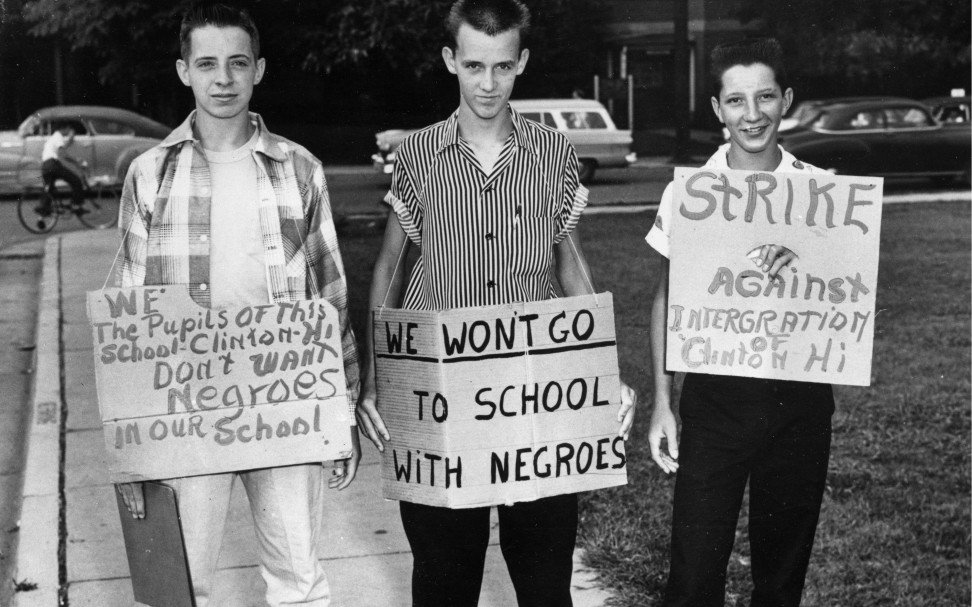 WE
The Pupils OF This
School-Clinton-Hi
DON't WANt
Negroes
iN OUR School
WE WON'T GO
TO SCHOOL
WiTH NEGROES
StRIKE
AgAiNst
INTERGRATION
OF
Clinton Hi